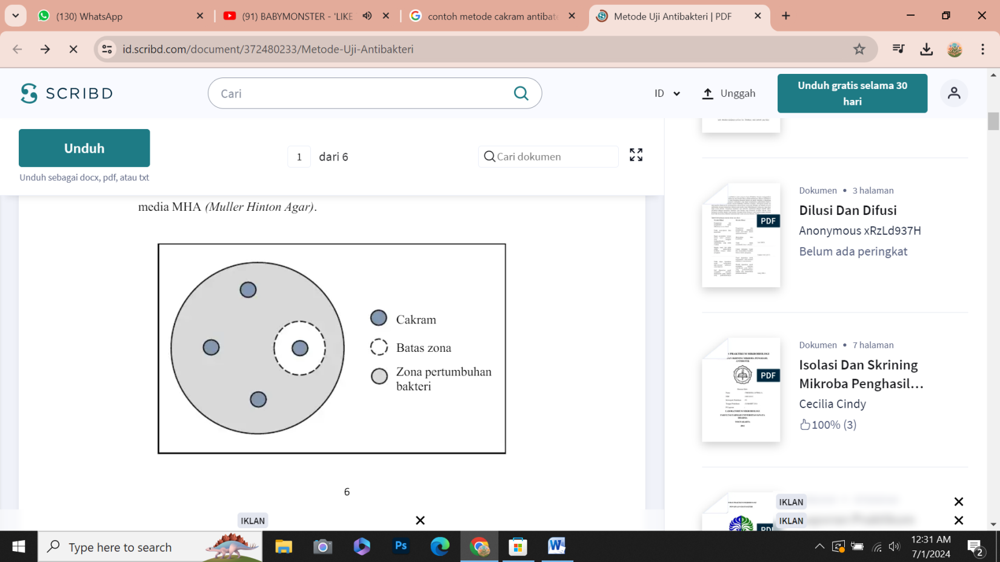 (130) WhatsApp
(91) BABYMONSTER - 'LIKE
contoh metode cakram antibate
Metode Uji Antibakteri | PDF
id.scribd.com/document/372480233/Metode-Uji-Antibakteri
SCRIBD
Cari
ID
Unggah
Unduh gratis selama 30
hari
Unduh
1 dari 6
Cari dokumen
Unduh sebagai docx, pdf, atau txt
media MHA (Muller Hinton Agar).
Cakram
Batas zona
Zona pertumbuhan
bakteri
6
IKLAN
Dokumen • 3 halaman
Dilusi Dan Difusi
PDF
Anonymous xRzLd937H
Belum ada peringkat
Dokumen • 7 halaman
Isolasi Dan Skrining
Mikroba Penghasil...
PDF
Cecilia Cindy
100% (3)
IKLAN
IKLAN
Type here to search
Ps
W
12:31 AM
7/1/2024
2